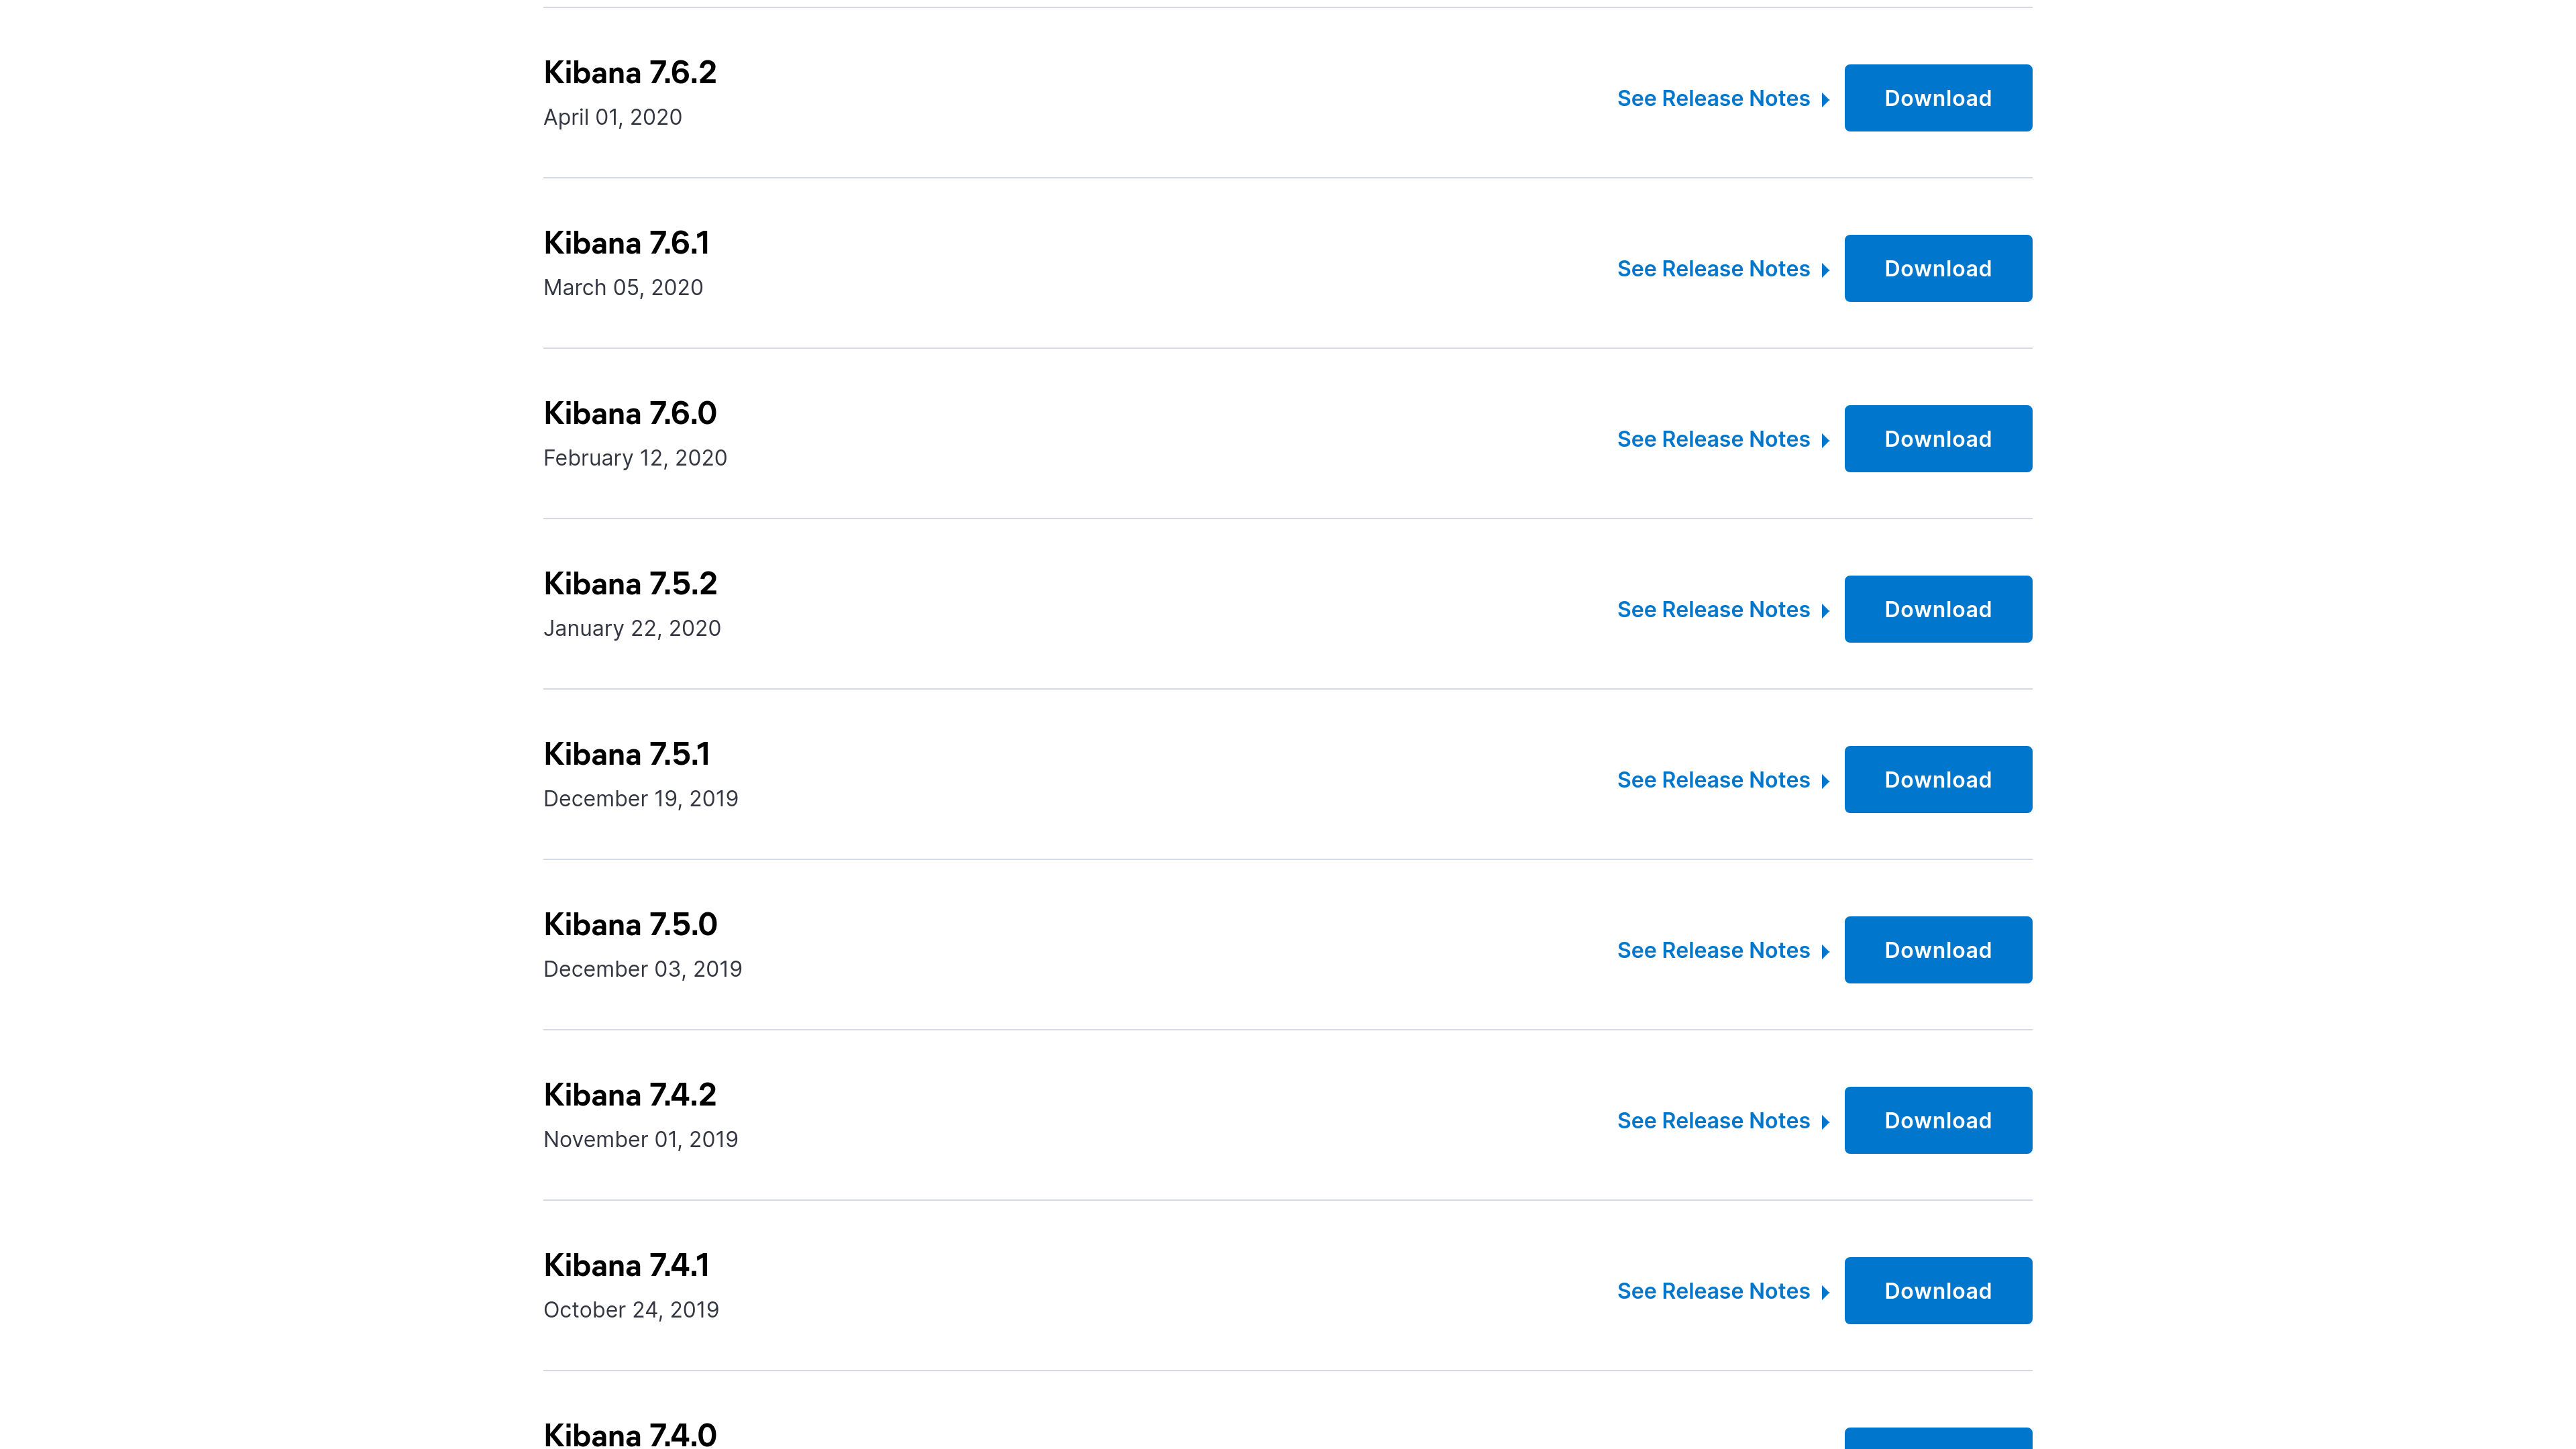 Kibana 7.6.2
April 01, 2020
See Release Notes
Download
Kibana 7.6.1
March 05, 2020
See Release Notes
Download
Kibana 7.6.0
February 12, 2020
See Release Notes
Download
Kibana 7.5.2
January 22, 2020
See Release Notes
Download
Kibana 7.5.1
December 19, 2019
See Release Notes
Download
Kibana 7.5.0
December 03, 2019
See Release Notes
Download
Kibana 7.4.2
November 01, 2019
See Release Notes
Download
Kibana 7.4.1
October 24, 2019
See Release Notes
Download
Kibana 7.4.0